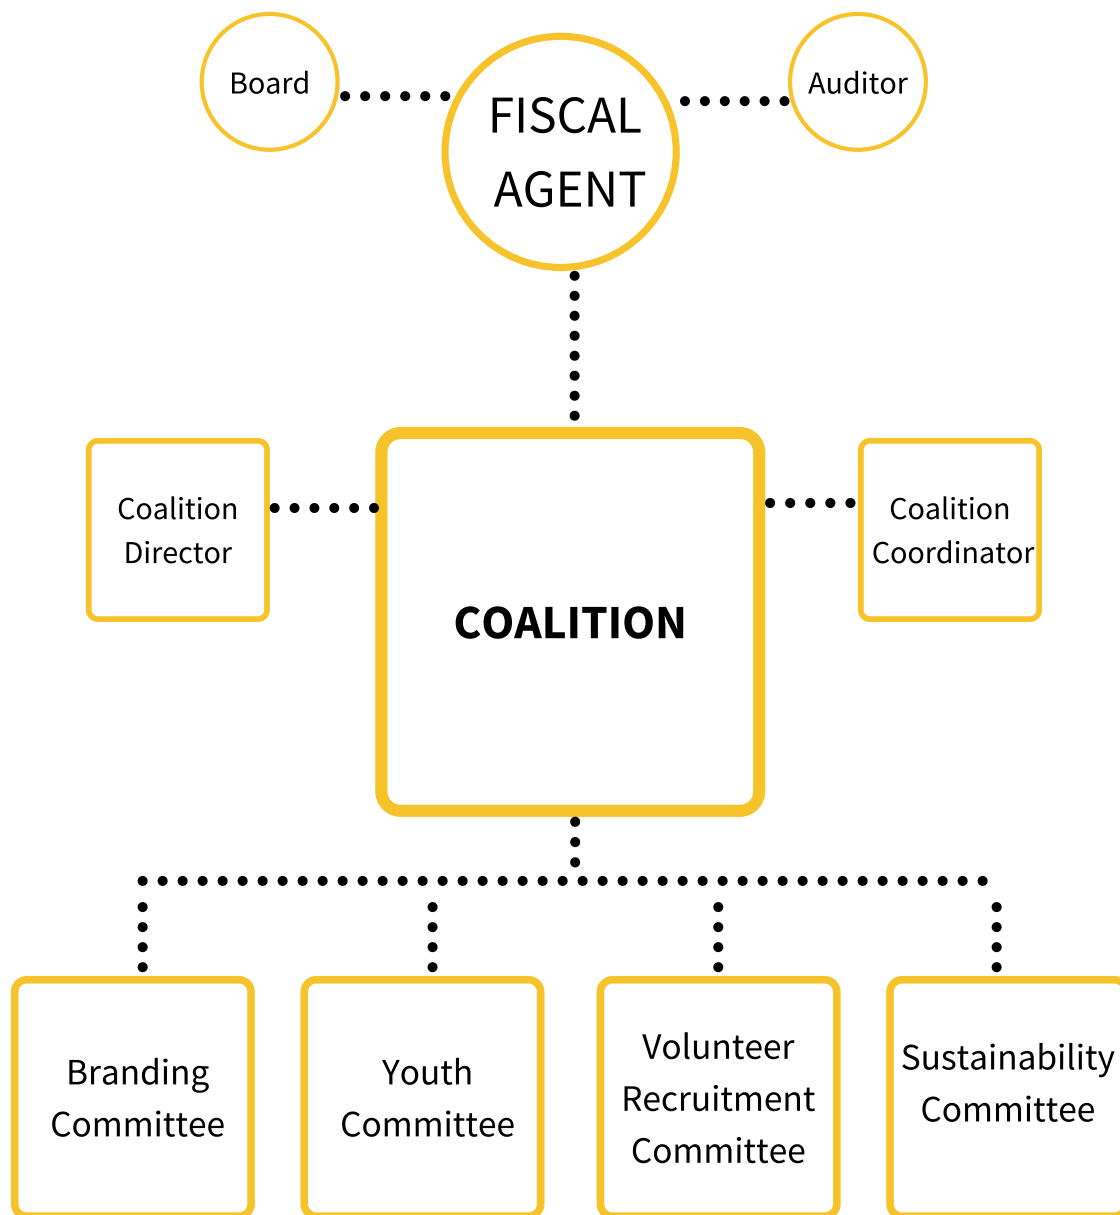 Board
FISCAL
AGENT
Auditor
Coalition
Director
COALITION
Coalition
Coordinator
Branding
Committee
Youth
Committee
Volunteer
Recruitment
Committee
Sustainability
Committee